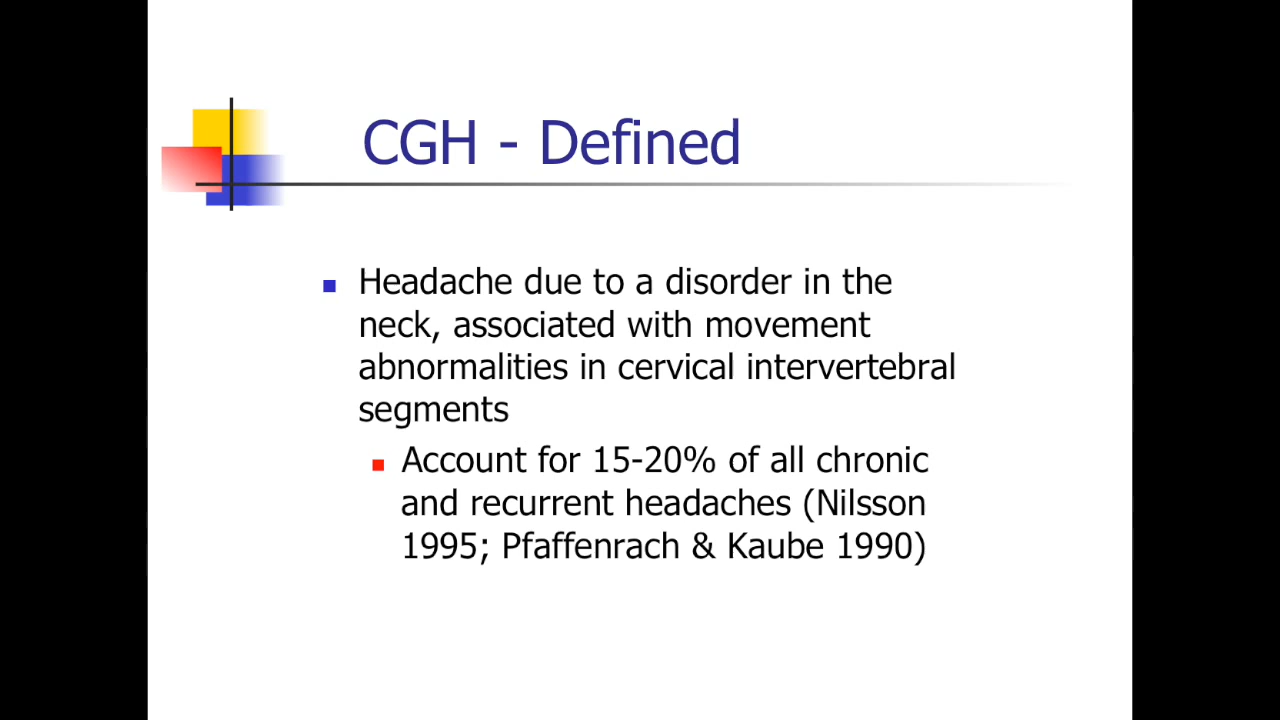 CGH - Defined
Headache due to a disorder in the
neck, associated with movement
abnormalities in cervical intervertebral
segments
Account for 15-20% of all chronic
and recurrent headaches (Nilsson
1995; Pfaffenrach & Kaube 1990)